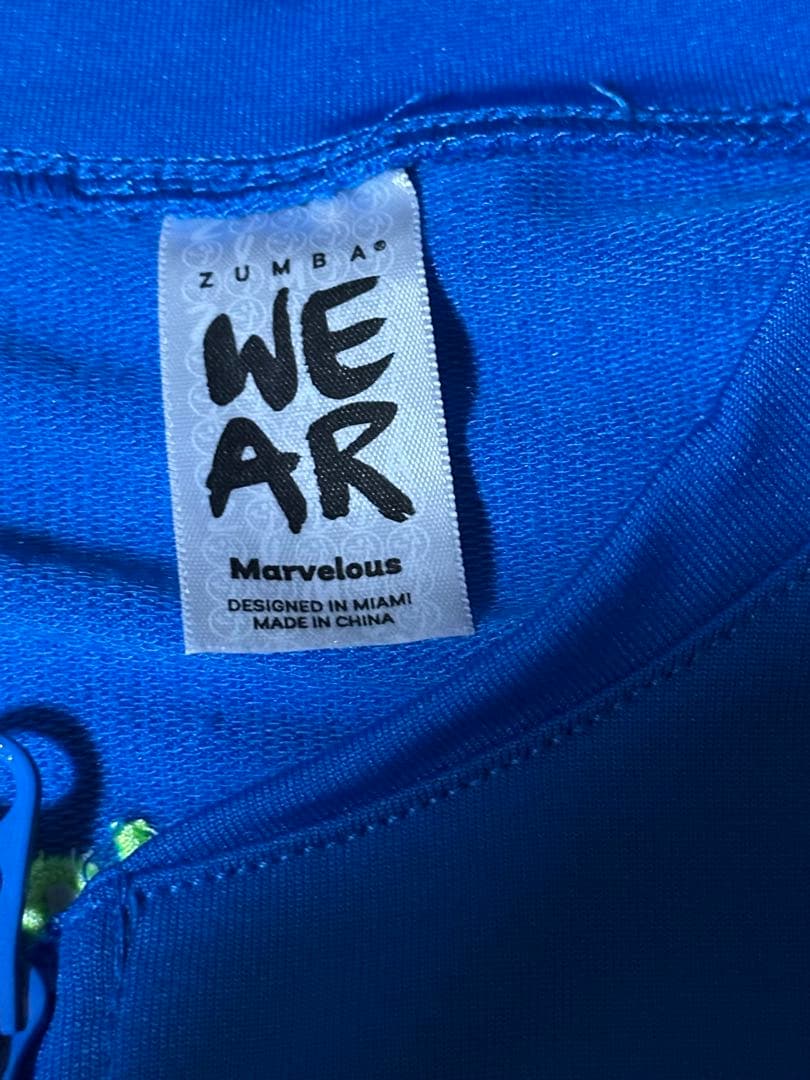 ZUMBA®
WE
AR
Marvelous
DESIGNED IN MIAMI
MADE IN CHINA